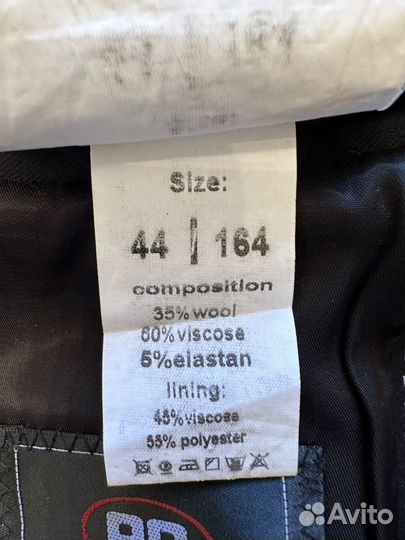 Size:
44 | 164
composition
35% wool
60%viscose
5%elastan
lining:
45%viscose
55% polyester
Avito